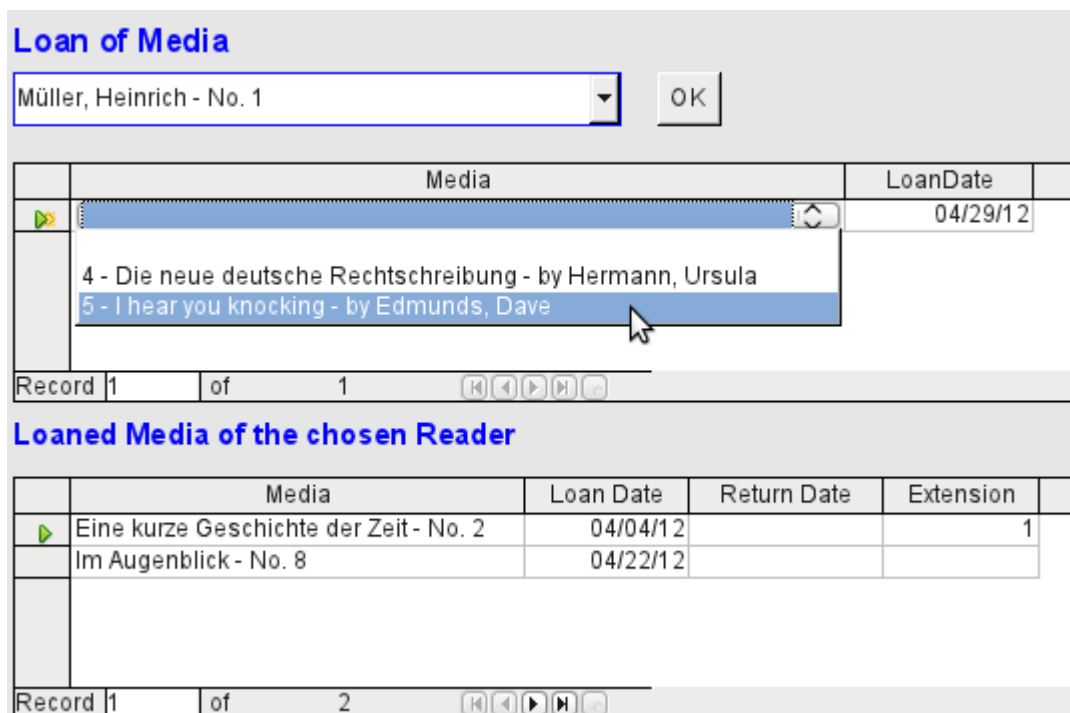 Loan of Media
Müller, Heinrich - No. 1
OK
Media LoanDate
04/29/12
4 - Die neue deutsche Rechtschreibung - by Hermann, Ursula
5 - I hear you knocking - by Edmunds, Dave
Record 1 of 1
Loaned Media of the chosen Reader
Media Loan Date Return Date Extension
Eine kurze Geschichte der Zeit - No. 2 04/04/12 1
Im Augenblick - No. 8 04/22/12
Record 1 of 2